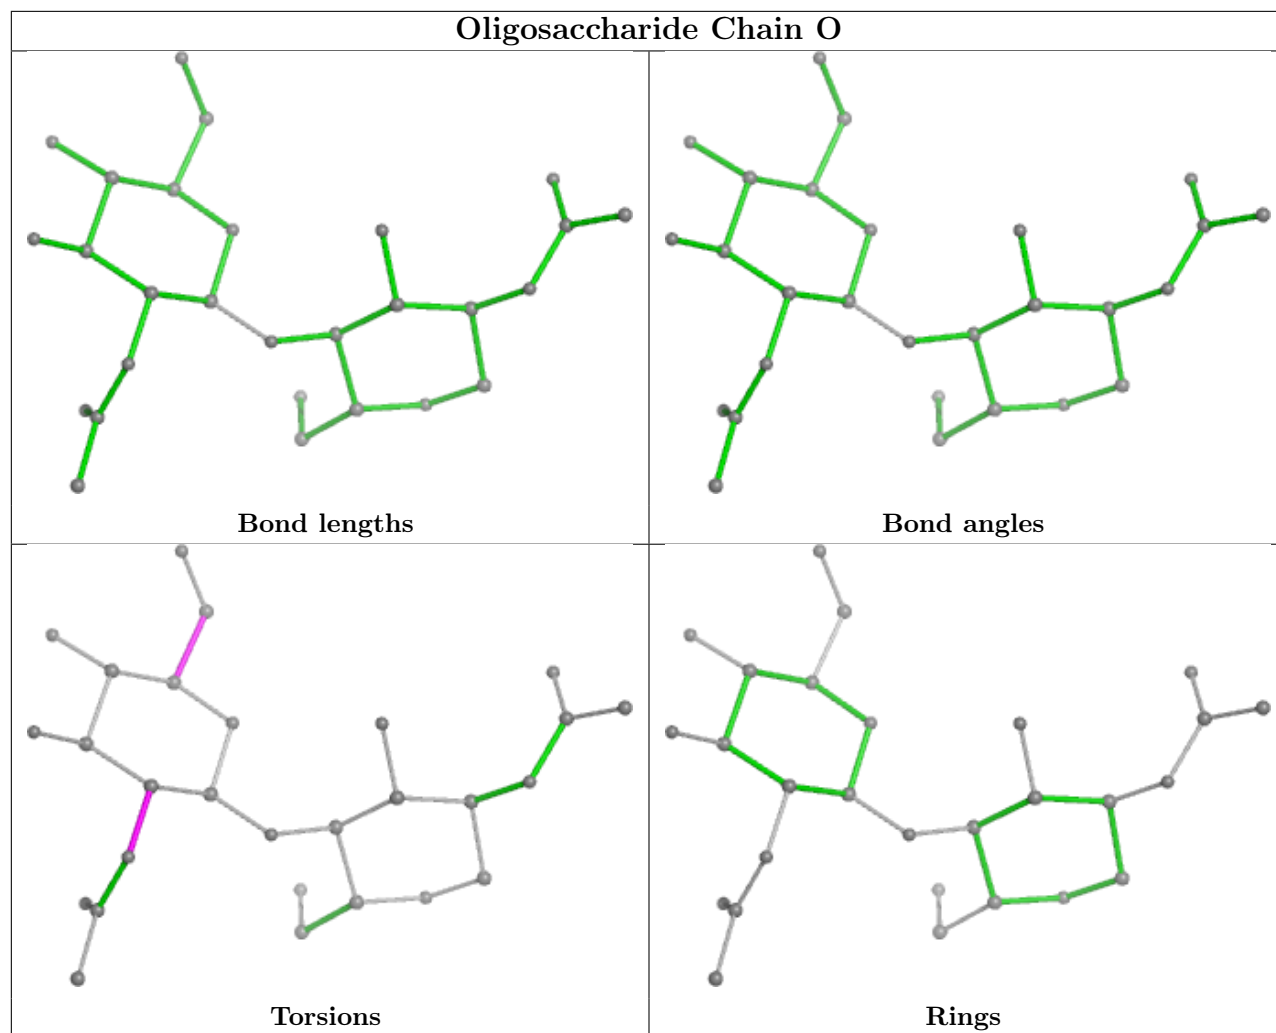 Oligosaccharide Chain O
Bond lengths
Bond angles
Torsions
Rings